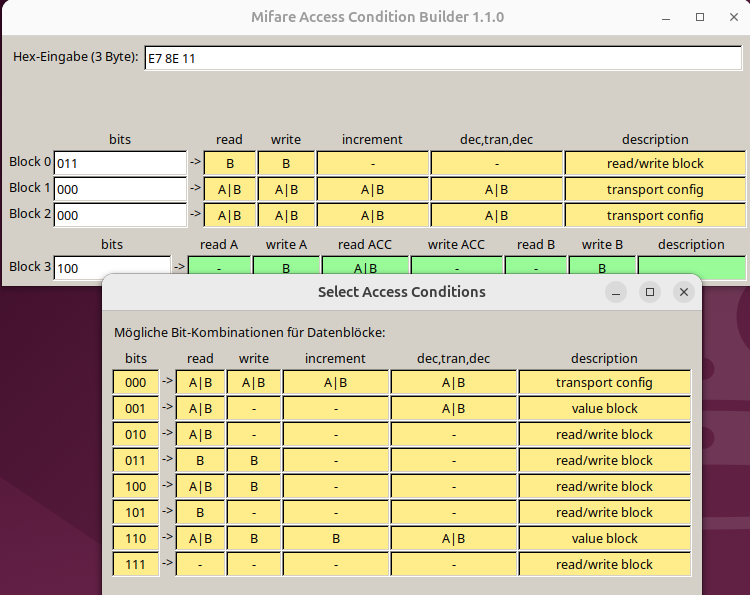 Mifare Access Condition Builder 1.1.0
Hex-Eingabe (3 Byte): E7 8E 11
bits read write increment dec,tran,dec description
Block 0 011 -> B B - - read/write block
Block 1 000 -> A|B A|B A|B A|B transport config
Block 2 000 -> A|B A|B A|B A|B transport config
bits read A write A read ACC write ACC read B write B description
Block 3 100 -> - B A|B - - B
Select Access Conditions
Mögliche Bit-Kombinationen für Datenblöcke:
bits read write increment dec,tran,dec description
000 -> A|B A|B A|B A|B transport config
001 -> A|B - - A|B value block
010 -> A|B - - - read/write block
011 -> B B - - read/write block
100 -> A|B B - - read/write block
101 -> B - - - read/write block
110 -> A|B B B A|B value block
111 -> - - - - read/write block